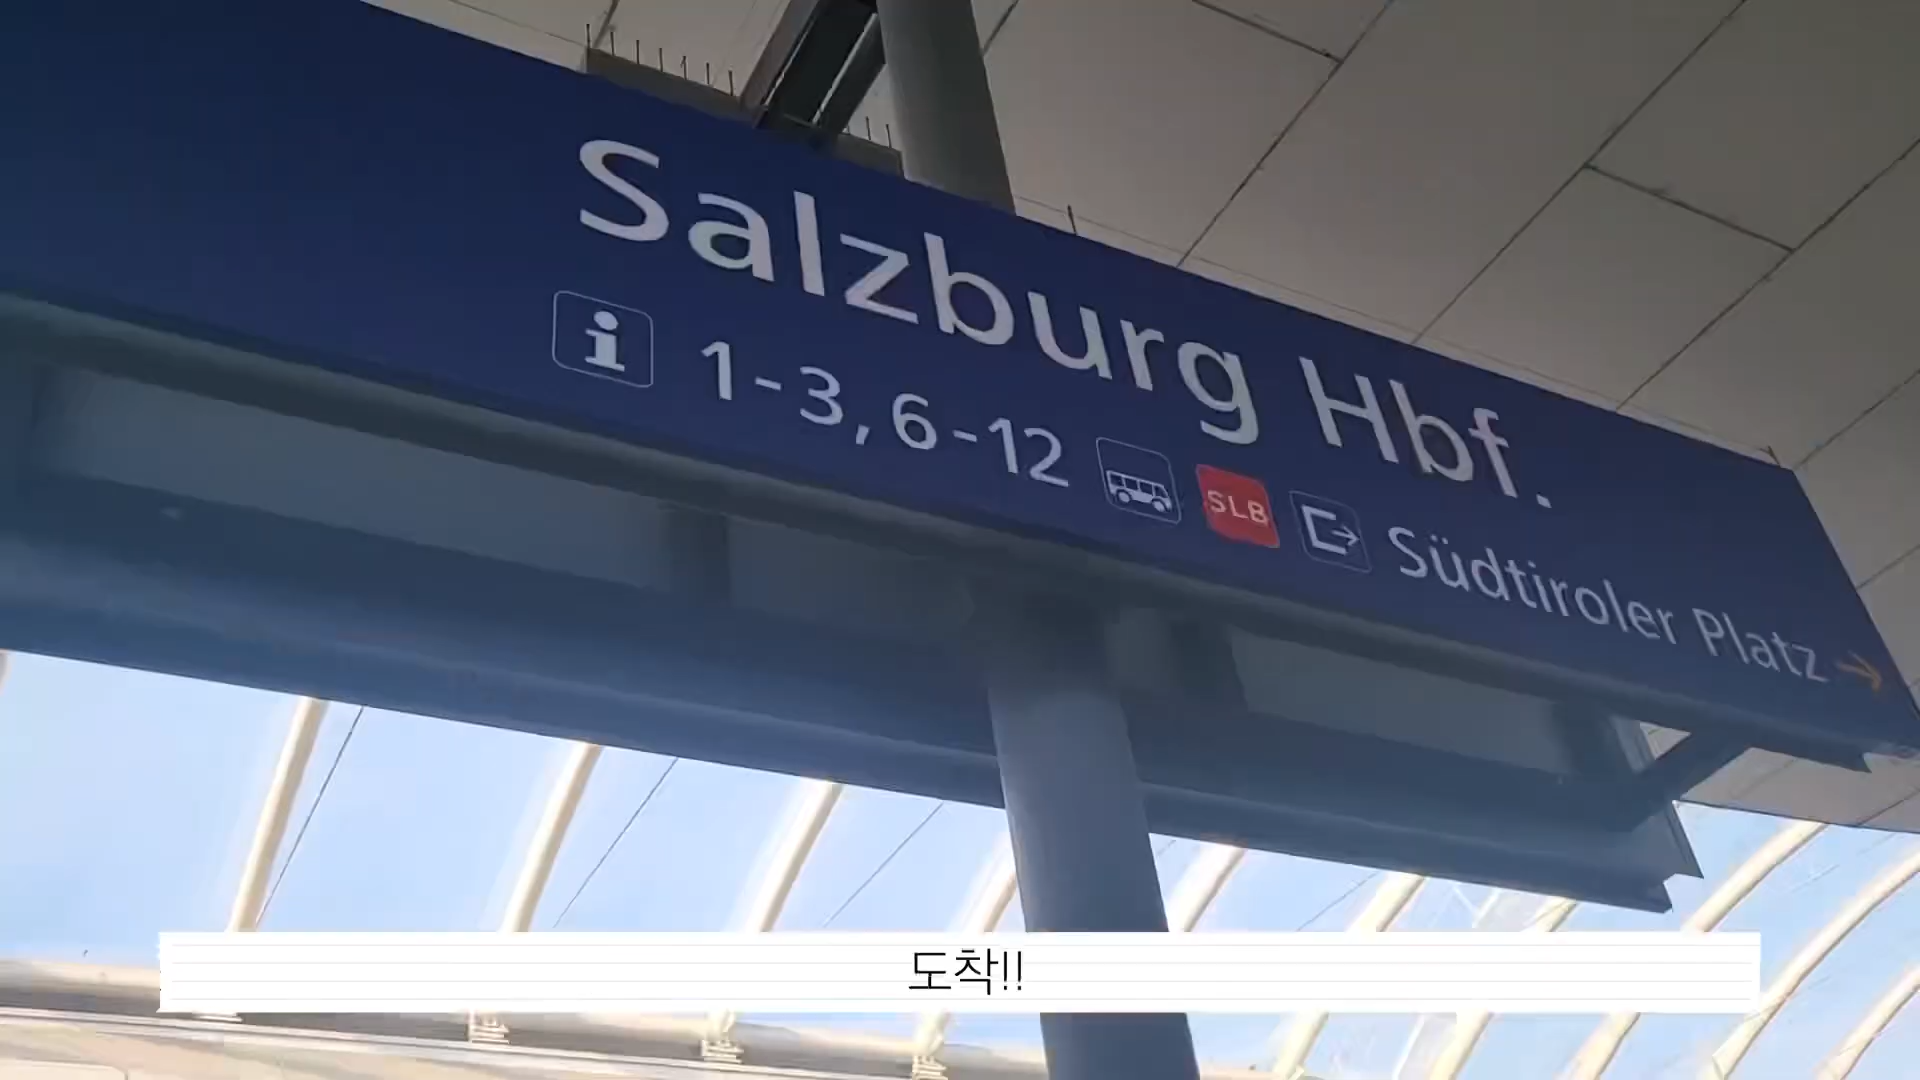 Salzburg Hbf.
i 1-3, 6-12 SLB Südtiroler Platz →
도착!!